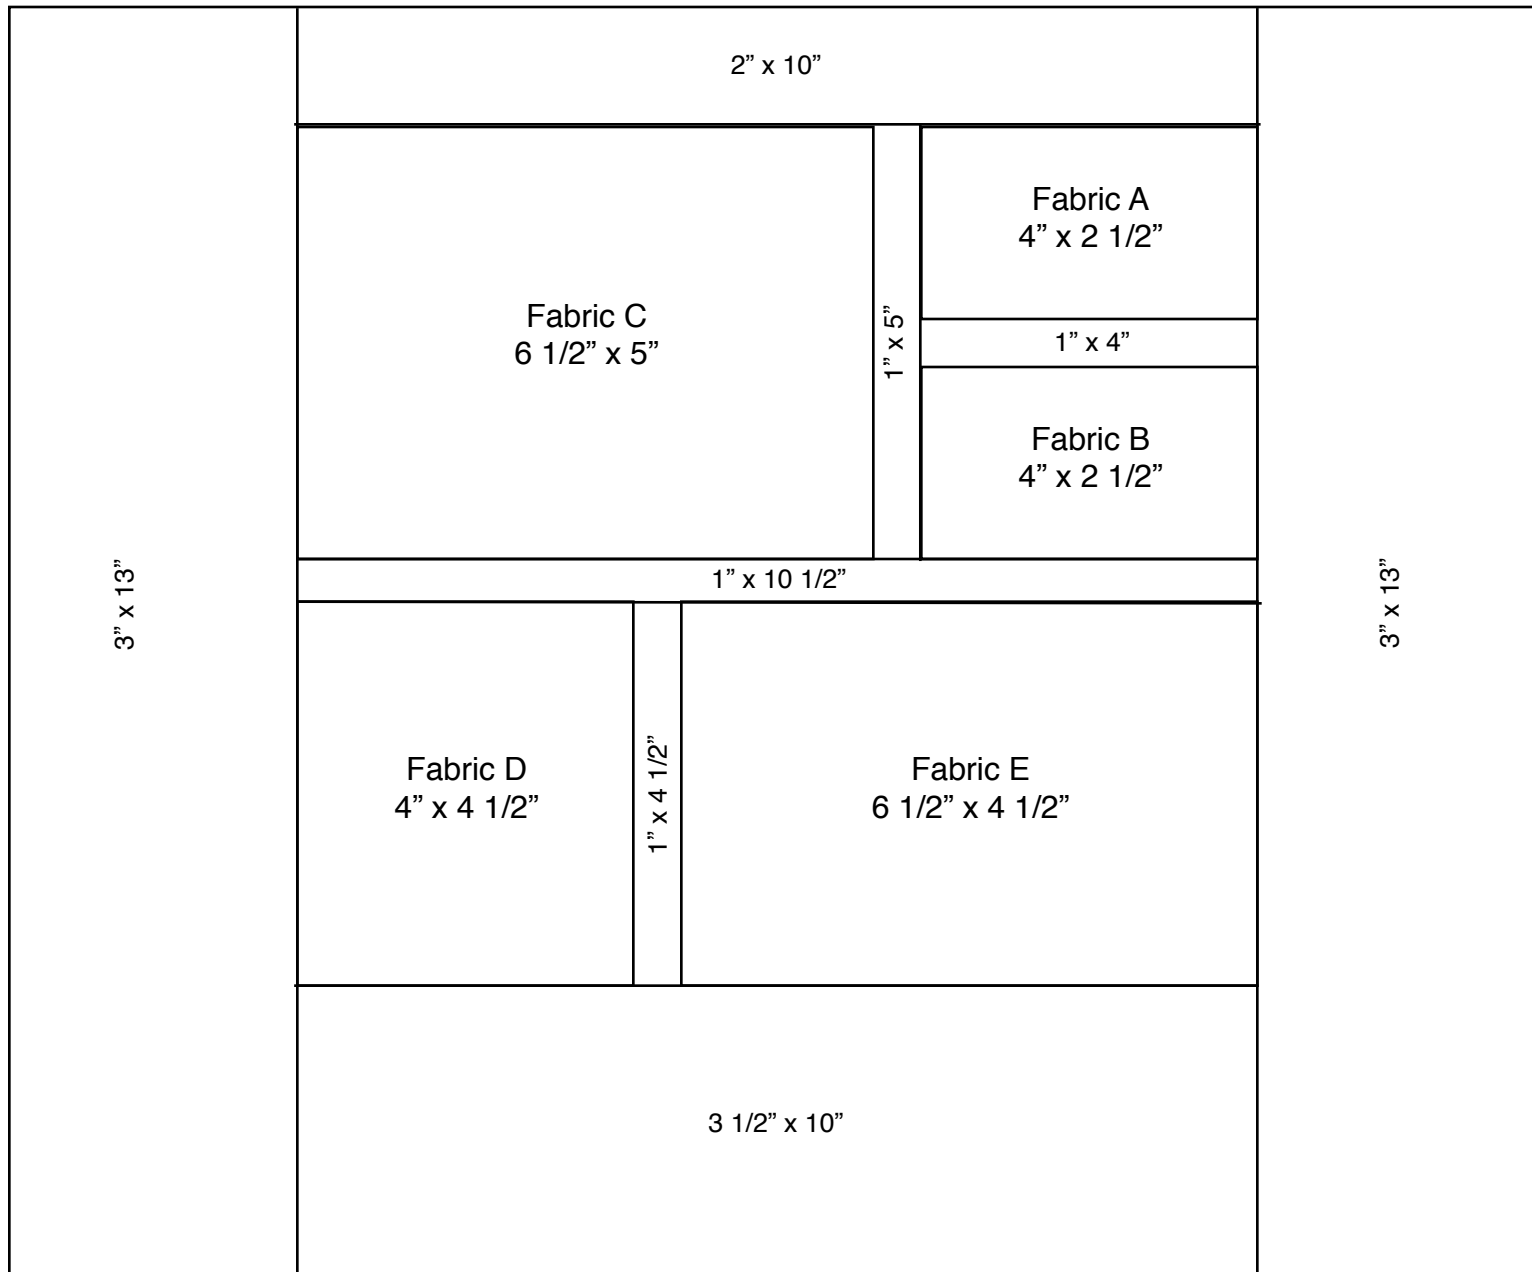 2” x 10”
Fabric A
4” x 2 1/2”
Fabric C
6 1/2” x 5”
1” x 5”
1” x 4”
Fabric B
4” x 2 1/2”
3” x 13”
1” x 10 1/2”
3” x 13”
Fabric D
4” x 4 1/2”
1” x 4 1/2”
Fabric E
6 1/2” x 4 1/2”
3 1/2” x 10”